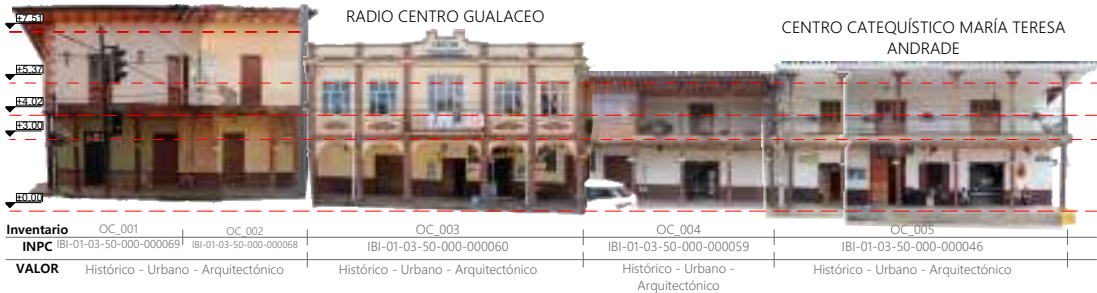 RADIO CENTRO GUALACEO
CENTRO CATEQUÍSTICO MARÍA TERESA
ANDRADE
+7.51
+5.37
+4.02
+3.00
±0.00
Inventario OC_001 OC_002 OC_003 OC_004 OC_005
INPC IBI-01-03-50-000-000069 IBI-01-03-50-000-000068 IBI-01-03-50-000-000060 IBI-01-03-50-000-000059 IBI-01-03-50-000-000046
VALOR Histórico - Urbano - Arquitectónico Histórico - Urbano - Arquitectónico Histórico - Urbano - Histórico - Urbano - Arquitectónico
Arquitectónico